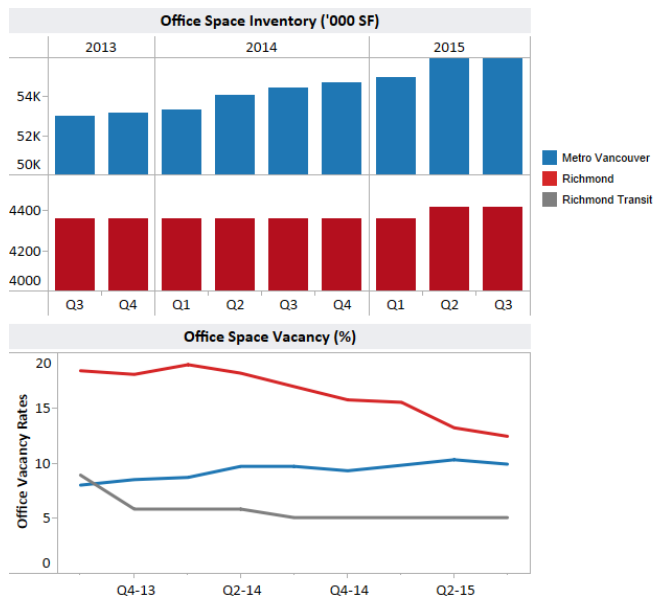 Office Space Inventory ('000 SF)
2013 2014 2015
54K
52K
50K
4400
4200
4000
Q3 Q4 Q1 Q2 Q3 Q4 Q1 Q2 Q3
Metro Vancouver
Richmond
Richmond Transit
Office Space Vacancy (%)
Office Vacancy Rates
20
15
10
5
0
Q4-13 Q2-14 Q4-14 Q2-15